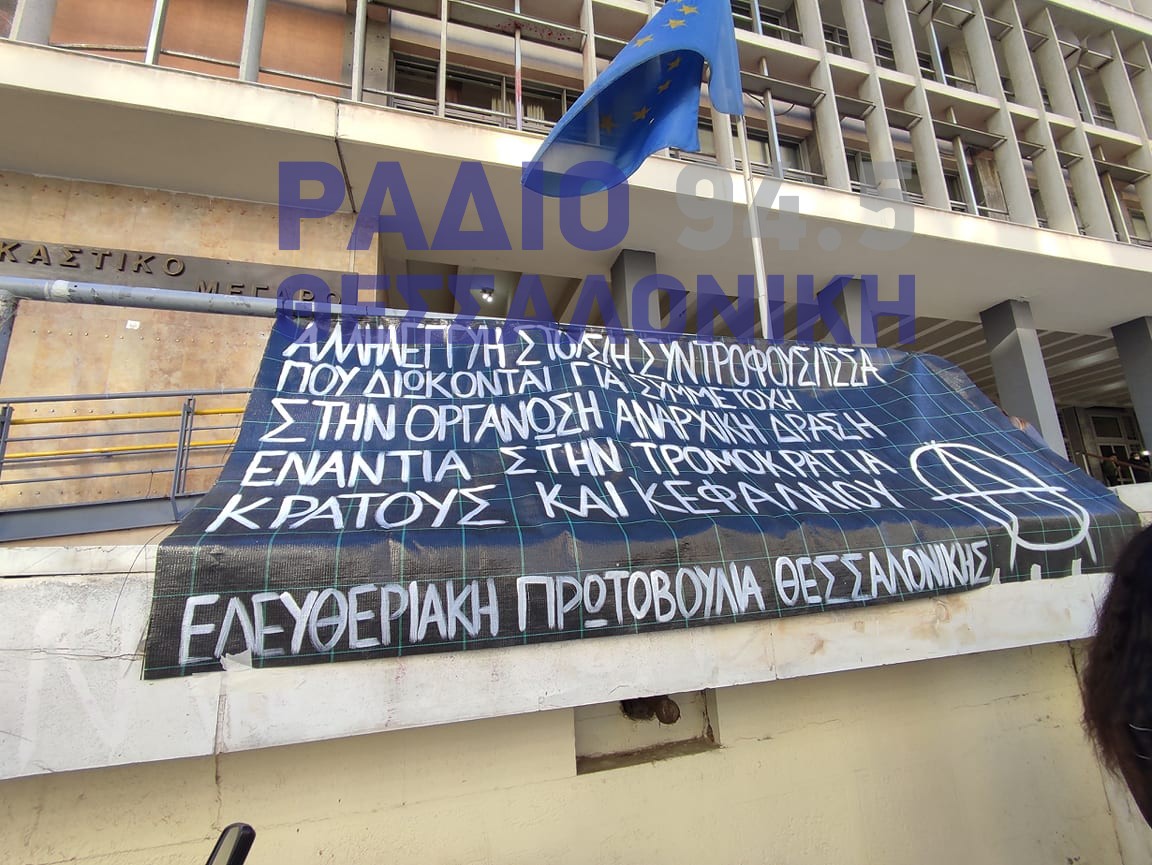 ΡΑΔΙΟ 94.5
ΘΕΣΣΑΛΟΝΙΚΗ
ΚΑΣΤΙΚΟ
ΜΕΓΑΡΟ
ΑΛΛΗΛΕΓΓΥΗ ΣΤΟΥΣ/Η ΣΥΝΤΡΟΦΟΥΣ/ΙΣΣΑ
ΠΟΥ ΔΙΩΚΟΝΤΑΙ ΓΙΑ ΣΥΜΜΕΤΟΧΗ
ΣΤΗΝ ΟΡΓΑΝΩΣΗ ΑΝΑΡΧΙΚΗ ΔΡΑΣΗ
ΕΝΑΝΤΙΑ ΣΤΗΝ ΤΡΟΜΟΚΡΑΤΙΑ
ΚΡΑΤΟΥΣ ΚΑΙ ΚΕΦΑΛΑΙΟΥ
ΕΛΕΥΘΕΡΙΑΚΗ ΠΡΩΤΟΒΟΥΛΙΑ ΘΕΣΣΑΛΟΝΙΚΗΣ